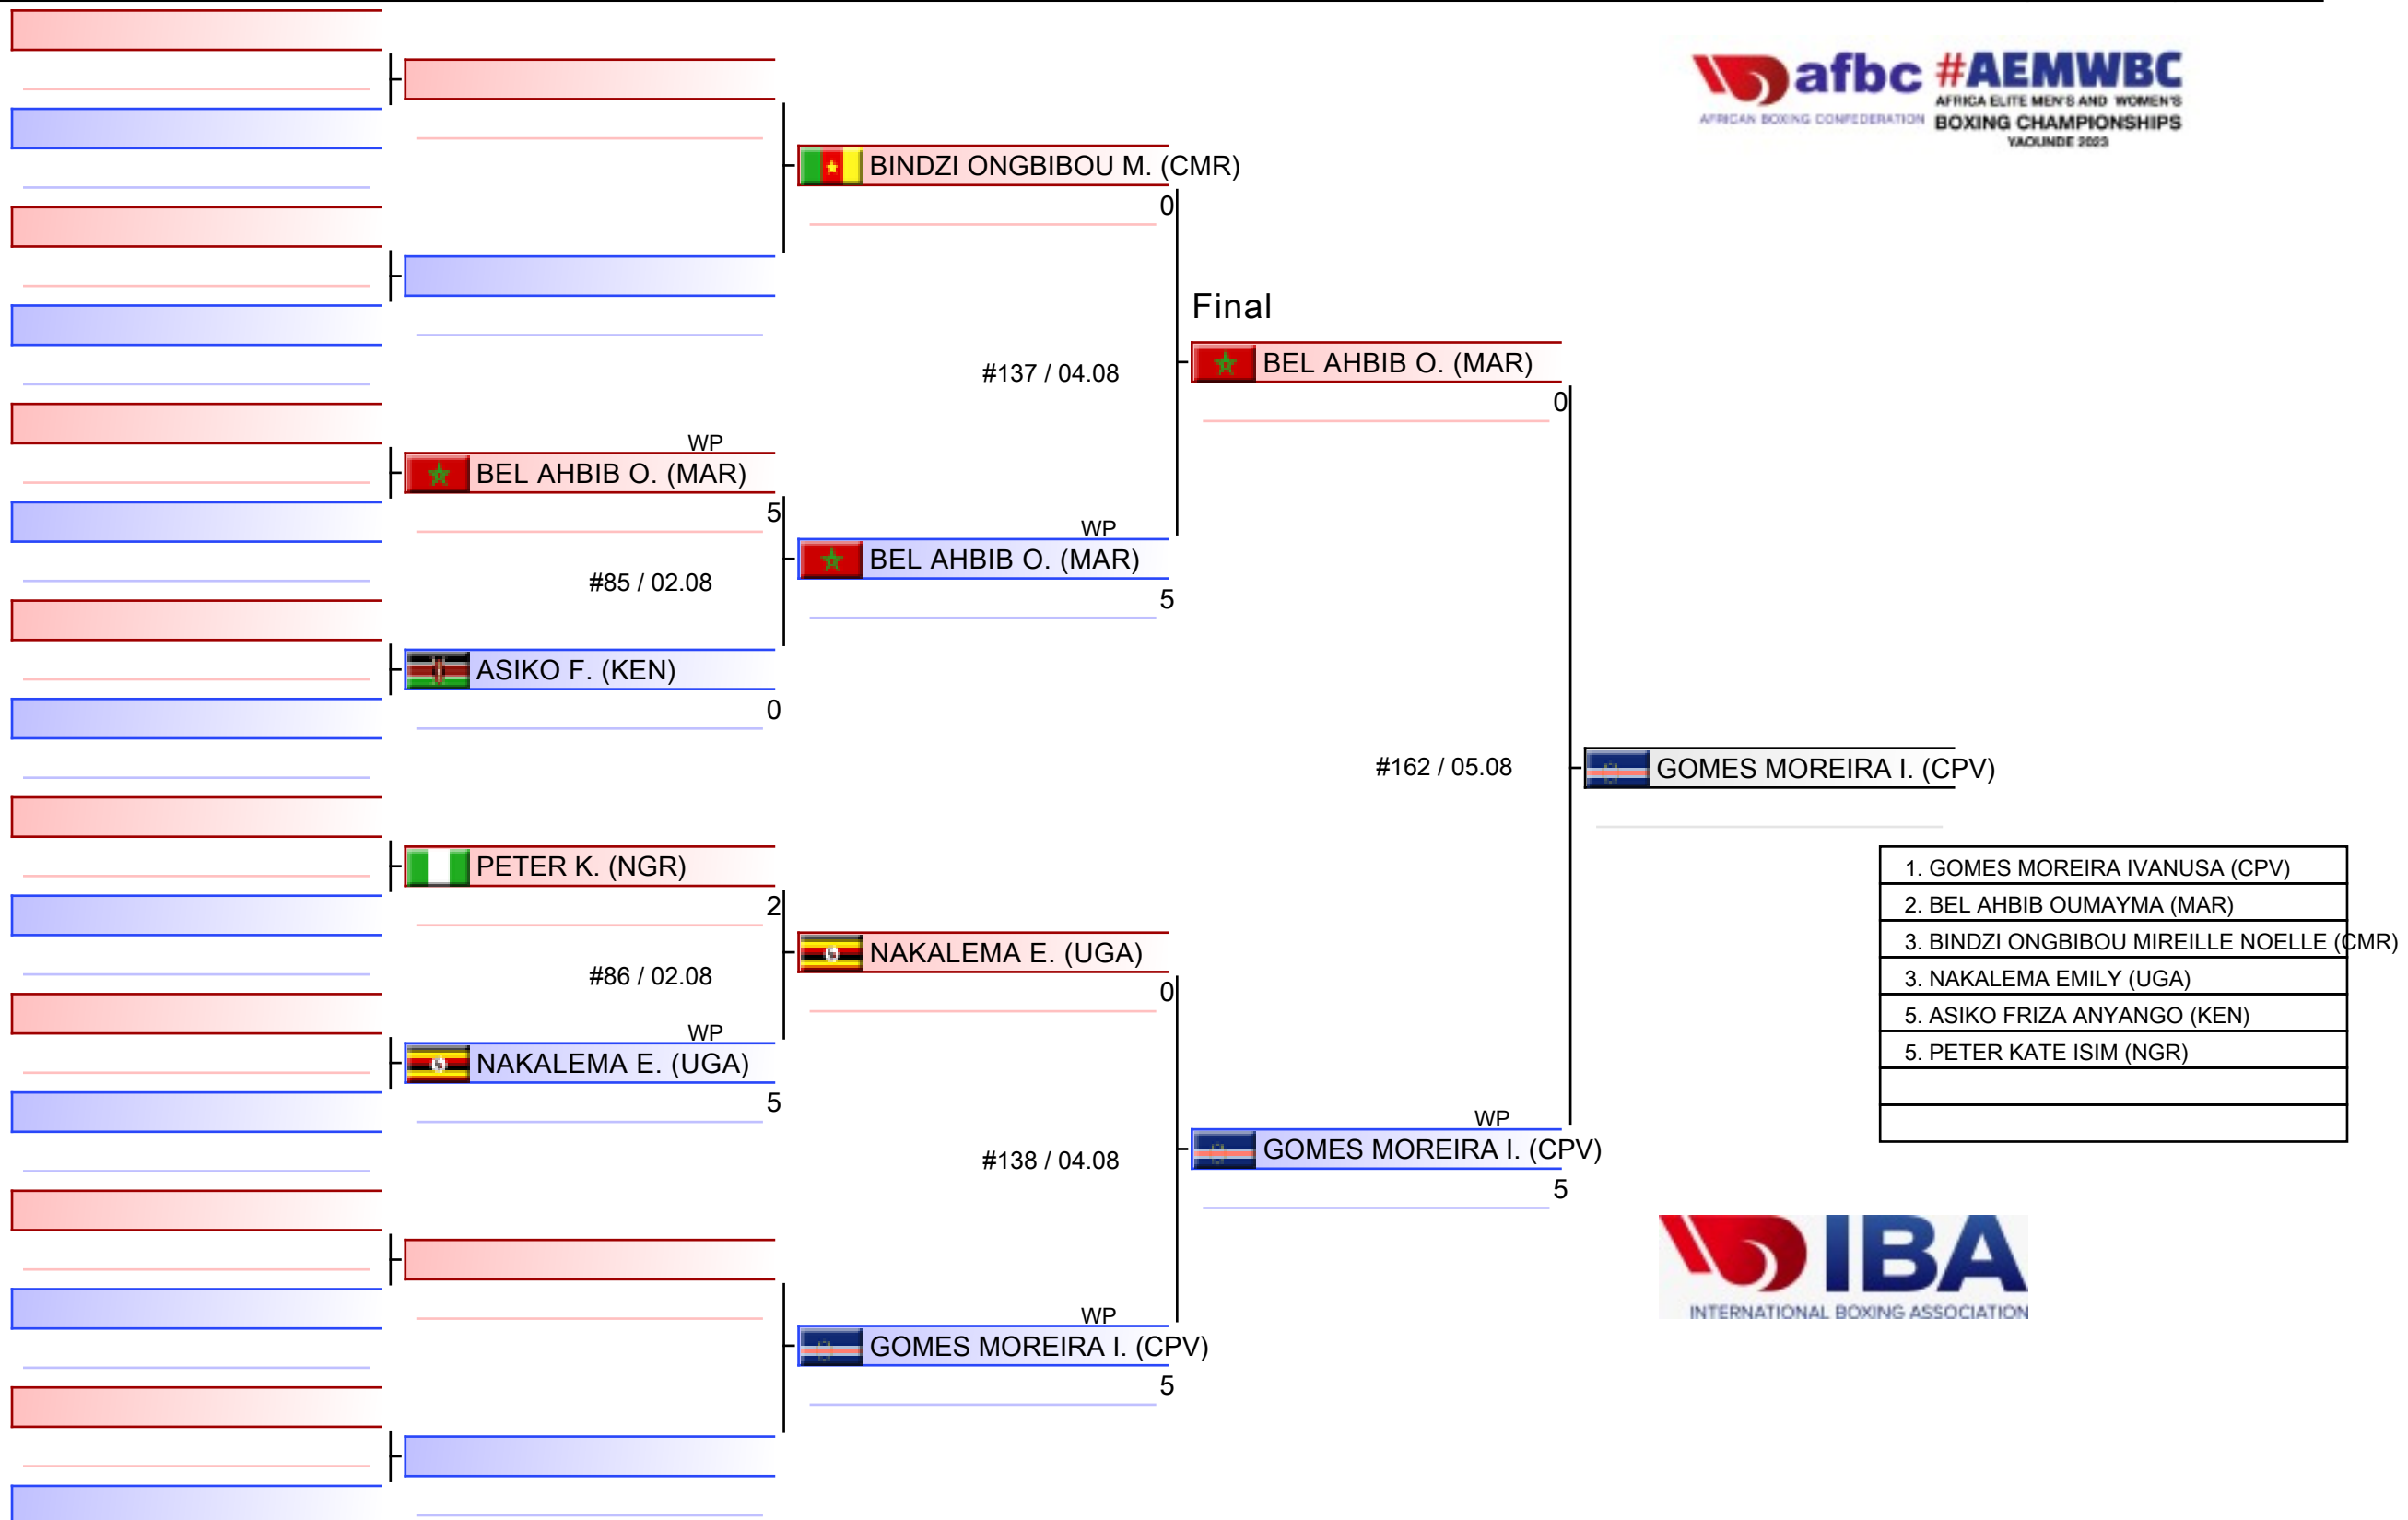 afbc
AFRICAN BOXING CONFEDERATION
#AEMWBC
AFRICA ELITE MEN'S AND WOMEN'S
BOXING CHAMPIONSHIPS
YAOUNDE 2023
BINDZI ONGBIBOU M. (CMR)
0
Final
#137 / 04.08
BEL AHBIB O. (MAR)
0
WP
BEL AHBIB O. (MAR)
5
#85 / 02.08
WP
BEL AHBIB O. (MAR)
5
ASIKO F. (KEN)
0
#162 / 05.08
GOMES MOREIRA I. (CPV)
PETER K. (NGR)
2
#86 / 02.08
NAKALEMA E. (UGA)
0
WP
NAKALEMA E. (UGA)
5
#138 / 04.08
WP
GOMES MOREIRA I. (CPV)
5
WP
GOMES MOREIRA I. (CPV)
5
1. GOMES MOREIRA IVANUSA (CPV)
2. BEL AHBIB OUMAYMA (MAR)
3. BINDZI ONGBIBOU MIREILLE NOELLE (CMR)
3. NAKALEMA EMILY (UGA)
5. ASIKO FRIZA ANYANGO (KEN)
5. PETER KATE ISIM (NGR)
IBA
INTERNATIONAL BOXING ASSOCIATION